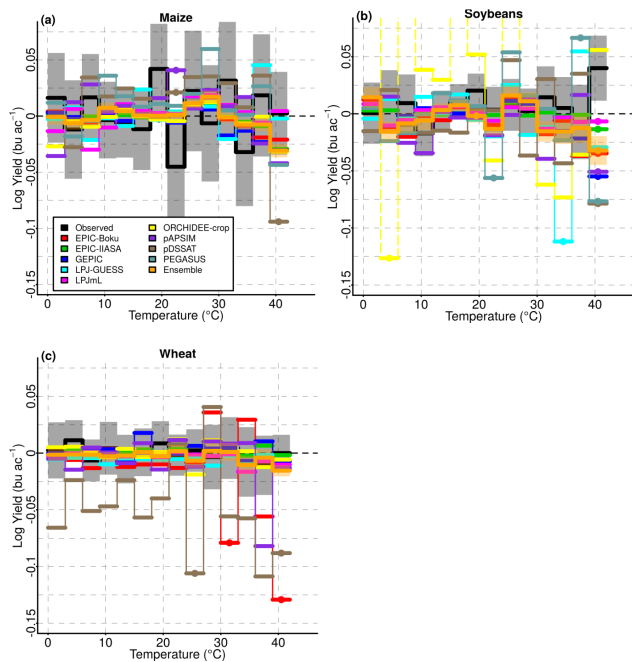 (a) Maize
Log Yield (bu ac⁻¹)
0.05
0
-0.05
-0.1
-0.15
Observed
EPIC-Boku
EPIC-IIASA
GEPIC
LPJ-GUESS
LPJmL
ORCHIDEE-crop
pAPSIM
pDSSAT
PEGASUS
Ensemble
0 10 20 30 40
Temperature (°C)
(b) Soybeans
Log Yield (bu ac⁻¹)
0.05
0
-0.05
-0.1
-0.15
0 10 20 30 40
Temperature (°C)
(c) Wheat
Log Yield (bu ac⁻¹)
0.05
0
-0.05
-0.1
-0.15
0 10 20 30 40
Temperature (°C)